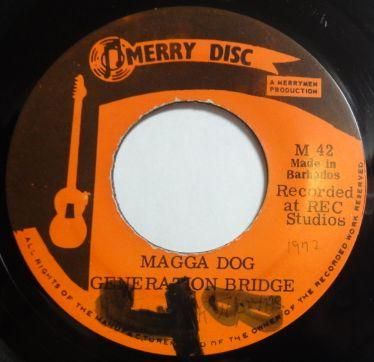 MERRY DISC
A MERRYMEN
PRODUCTION
M 42
Made in
Barbados
Recorded
at REC
Studios
1972
MAGGA DOG
GENERATION BRIDGE
ALL RIGHTS OF THE MANUFACTURER AND OF THE OWNER OF THE RECORDED WORK RESERVED